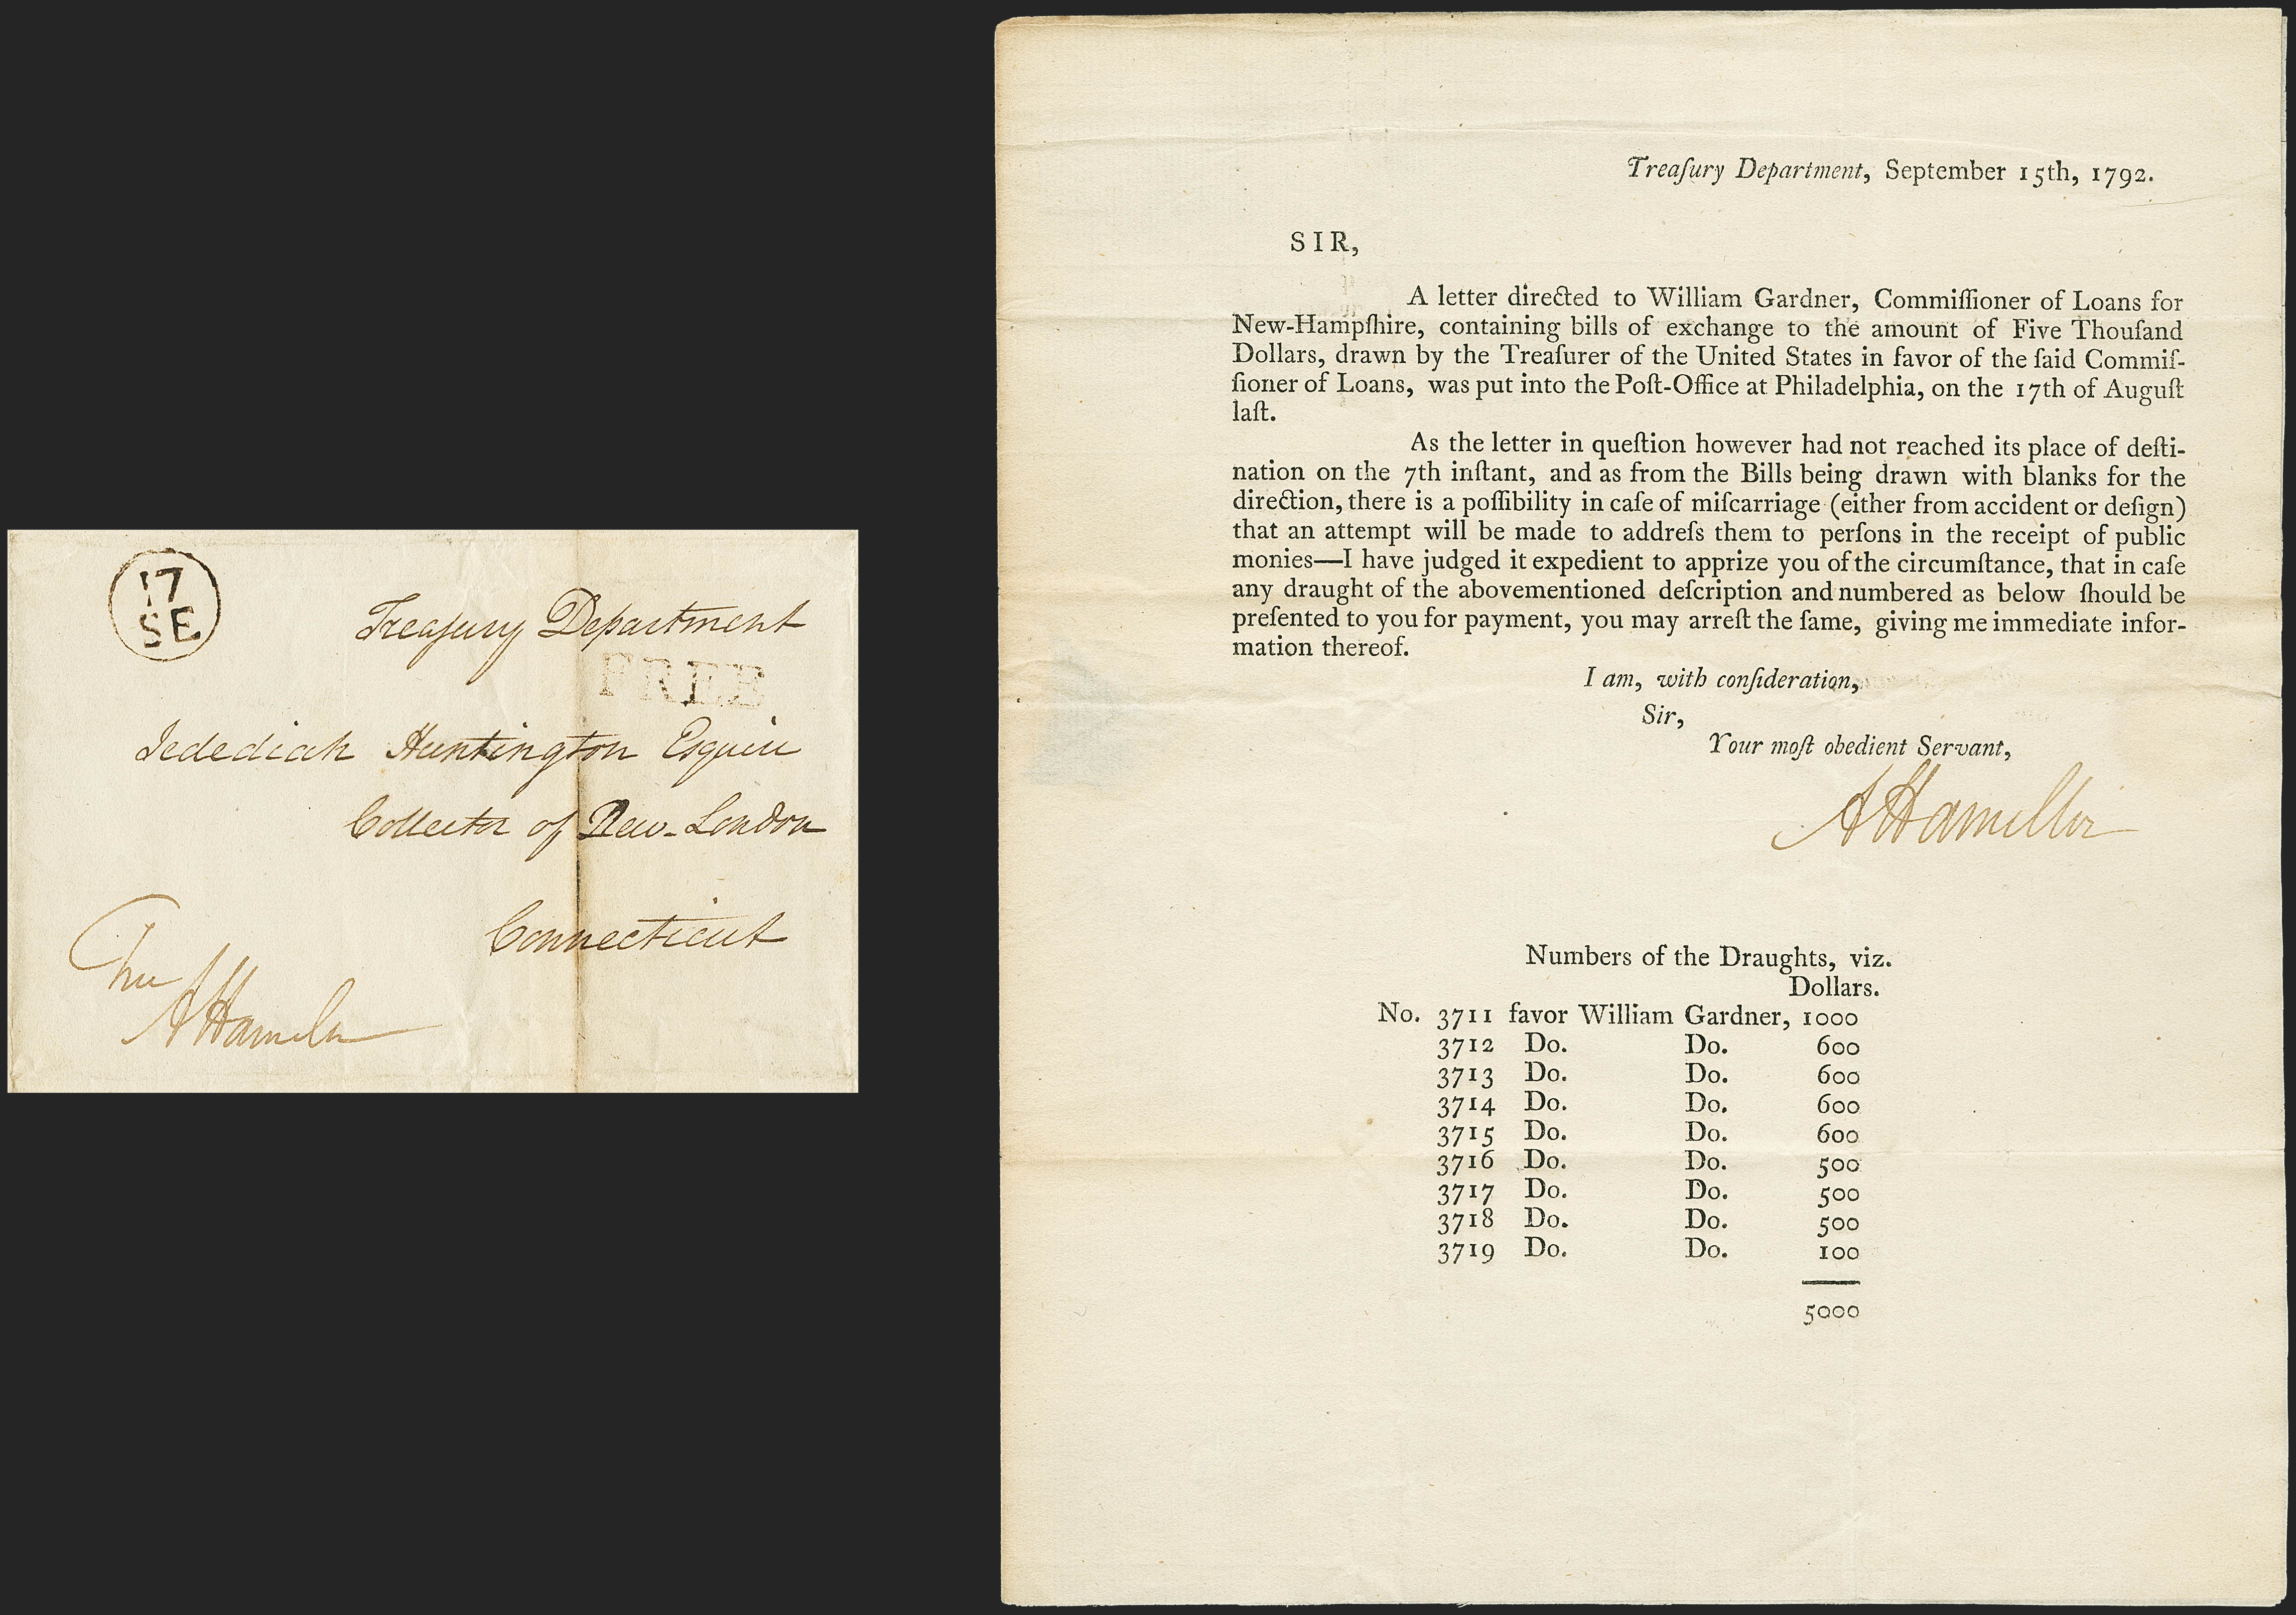 17
SE
Treaſury Department
FREE
Jedediah Huntington Esquire
Collector of New-London
Connecticut
Free
AHamilton
Treaſury Department, September 15th, 1792.
SIR,
A letter directed to William Gardner, Commiſſioner of Loans for
New-Hampſhire, containing bills of exchange to the amount of Five Thouſand
Dollars, drawn by the Treaſurer of the United States in favor of the ſaid Commiſ-
ſioner of Loans, was put into the Poſt-Office at Philadelphia, on the 17th of Auguſt
laſt.
As the letter in queſtion however had not reached its place of deſti-
nation on the 7th inſtant, and as from the Bills being drawn with blanks for the
direction, there is a poſſibility in caſe of miſcarriage (either from accident or deſign)
that an attempt will be made to addreſs them to perſons in the receipt of public
monies—I have judged it expedient to apprize you of the circumſtance, that in caſe
any draught of the abovementioned deſcription and numbered as below ſhould be
preſented to you for payment, you may arreſt the ſame, giving me immediate infor-
mation thereof.
I am, with conſideration,
Sir,
Your moſt obedient Servant,
AHamilton
Numbers of the Draughts, viz.
Dollars.
No. 3711 favor William Gardner, 1000
3712 Do. Do. 600
3713 Do. Do. 600
3714 Do. Do. 600
3715 Do. Do. 600
3716 Do. Do. 500
3717 Do. Do. 500
3718 Do. Do. 500
3719 Do. Do. 100
5000